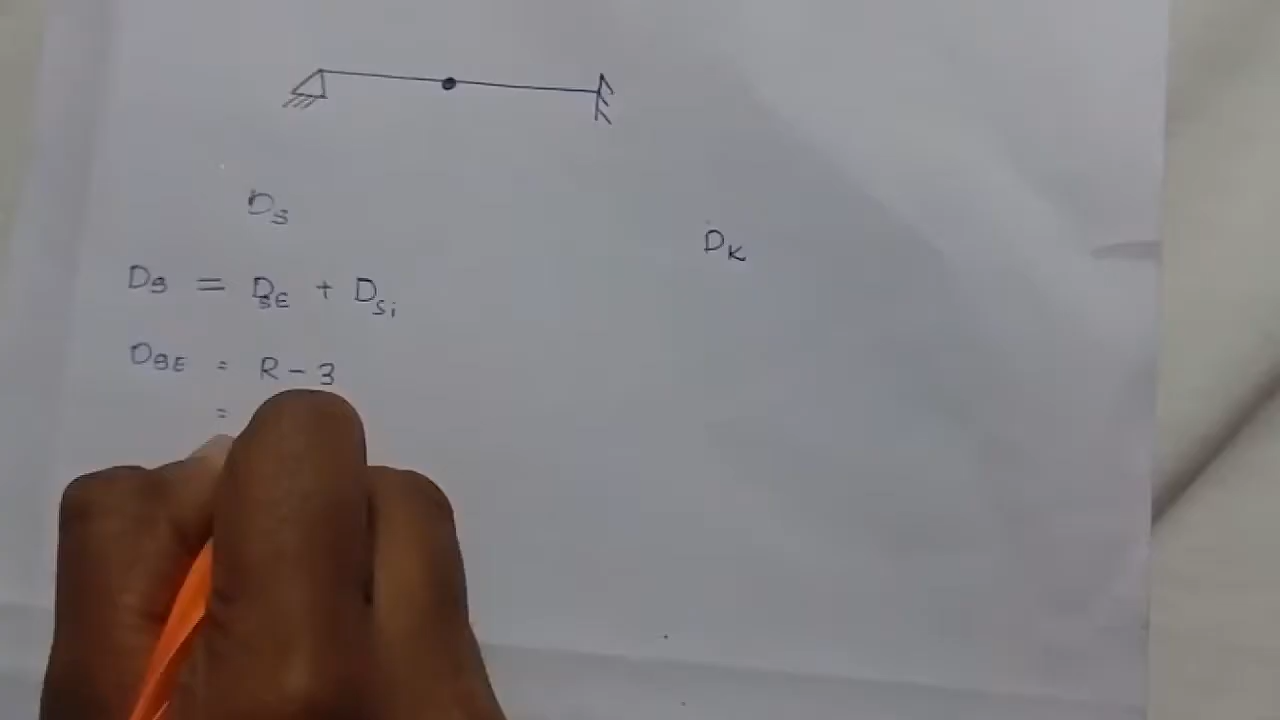 Ds
DK
Ds = DSE + DSi
DSE = R - 3
=